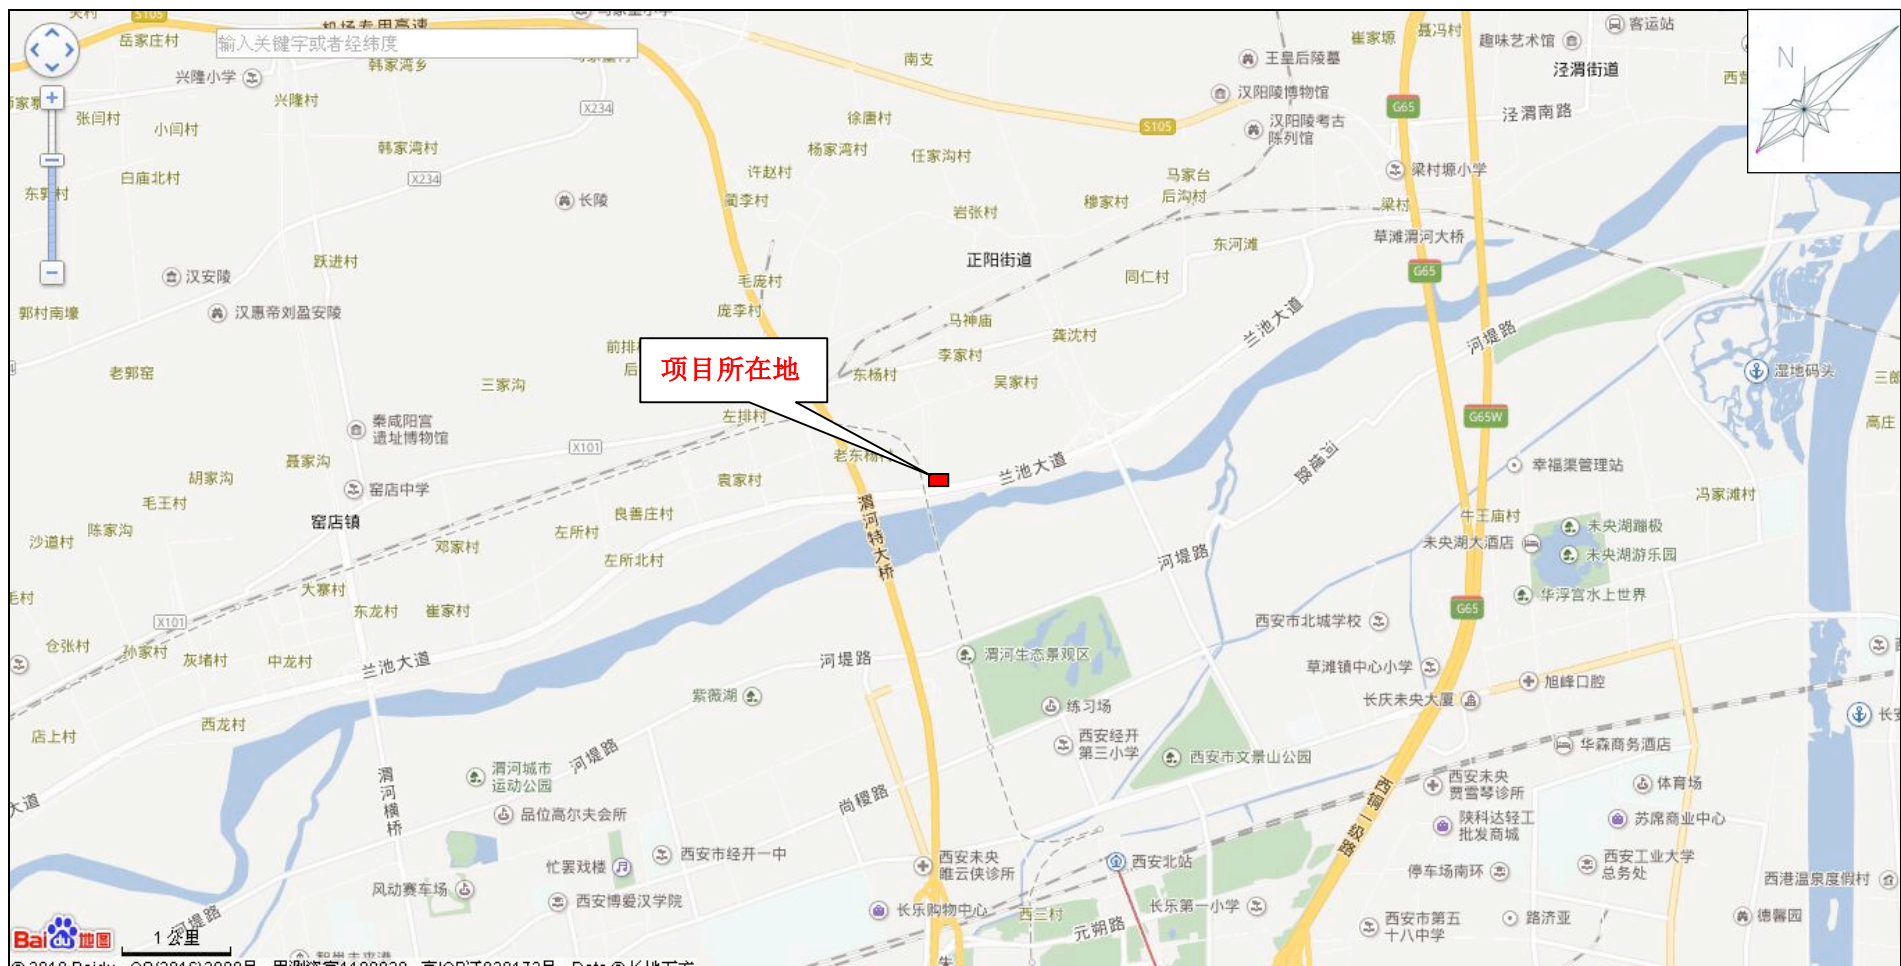 S105
机场专用高速
岳家庄村
输入关键字或者经纬度
韩家湾乡
南支
兴隆小学
兴隆村
X234
张闫村
小闫村
韩家湾村
X234
白庙北村
徐唐村
杨家湾村
任家沟村
许赵村
蔺李村
长陵
岩张村
穆家村
马家台
后沟村
王皇后陵墓
汉阳陵博物馆
汉阳陵考古
陈列馆
S105
崔家塬
聂冯村
趣味艺术馆
客运站
泾渭街道
G65
泾渭南路
N
梁村塬小学
梁村
草滩渭河大桥
东河滩
G65
跃进村
汉安陵
郭村南壕
汉惠帝刘盈安陵
毛庞村
庞李村
正阳街道
同仁村
马神庙
龚沈村
兰池大道
河堤路
李家村
东杨村
吴家村
项目所在地
老郭窑
三家沟
左排村
湿地码头
高庄
G65W
秦咸阳宫
遗址博物馆
X101
聂家沟
胡家沟
毛王村
窑店中学
陈家沟
窑店镇
沙道村
袁家村
老东杨村
兰池大道
河堤路
幸福渠管理站
冯家滩村
渭河特大桥
良善庄村
左所村
邓家村
左所北村
牛王庙村
未央湖蹦极
未央湖大酒店
未央湖游乐园
河堤路
华浮宫水上世界
大寨村
东龙村
崔家村
X101
G65
西安市北城学校
仓张村
孙家村
灰堵村
中龙村
兰池大道
河堤路
渭河生态景观区
草滩镇中心小学
旭峰口腔
紫薇湖
练习场
长庆未央大厦
店上村
西龙村
西安经开
第三小学
西安市文景山公园
华森商务酒店
渭河城市
运动公园
河堤路
渭河横桥
尚稷路
品位高尔夫会所
西铜一级路
西安未央
贾雪琴诊所
体育场
陕科达轻工
批发商城
苏席商业中心
西安市经开一中
忙罢戏楼
西安未央
睢云侠诊所
西安北站
西安工业大学
总务处
停车场南环
西港温泉度假村
风动赛车场
西安博爱汉学院
长乐购物中心
西三村
元朔路
长乐第一小学
西安市第五
十八中学
路济亚
德馨园
河堤路
Baidu地图
1 公里